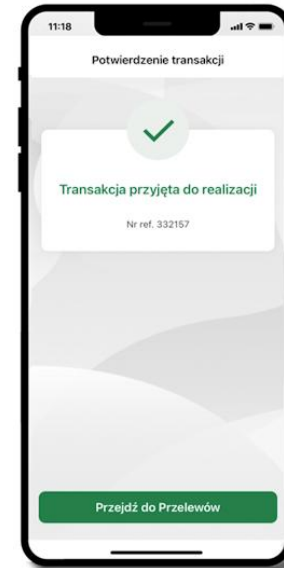 11:18
Potwierdzenie transakcji
Transakcja przyjęta do realizacji
Nr ref. 332157
Przejdź do Przelewów